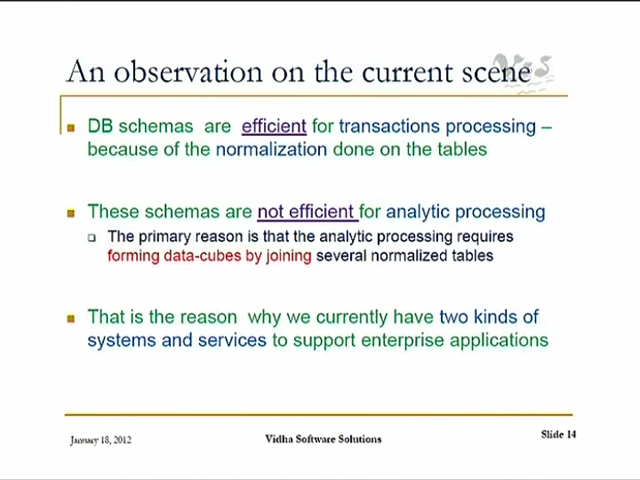 An observation on the current scene
DB schemas are efficient for transactions processing –
because of the normalization done on the tables
These schemas are not efficient for analytic processing
The primary reason is that the analytic processing requires
forming data-cubes by joining several normalized tables
That is the reason why we currently have two kinds of
systems and services to support enterprise applications
January 18, 2012
Vidha Software Solutions
Slide 14